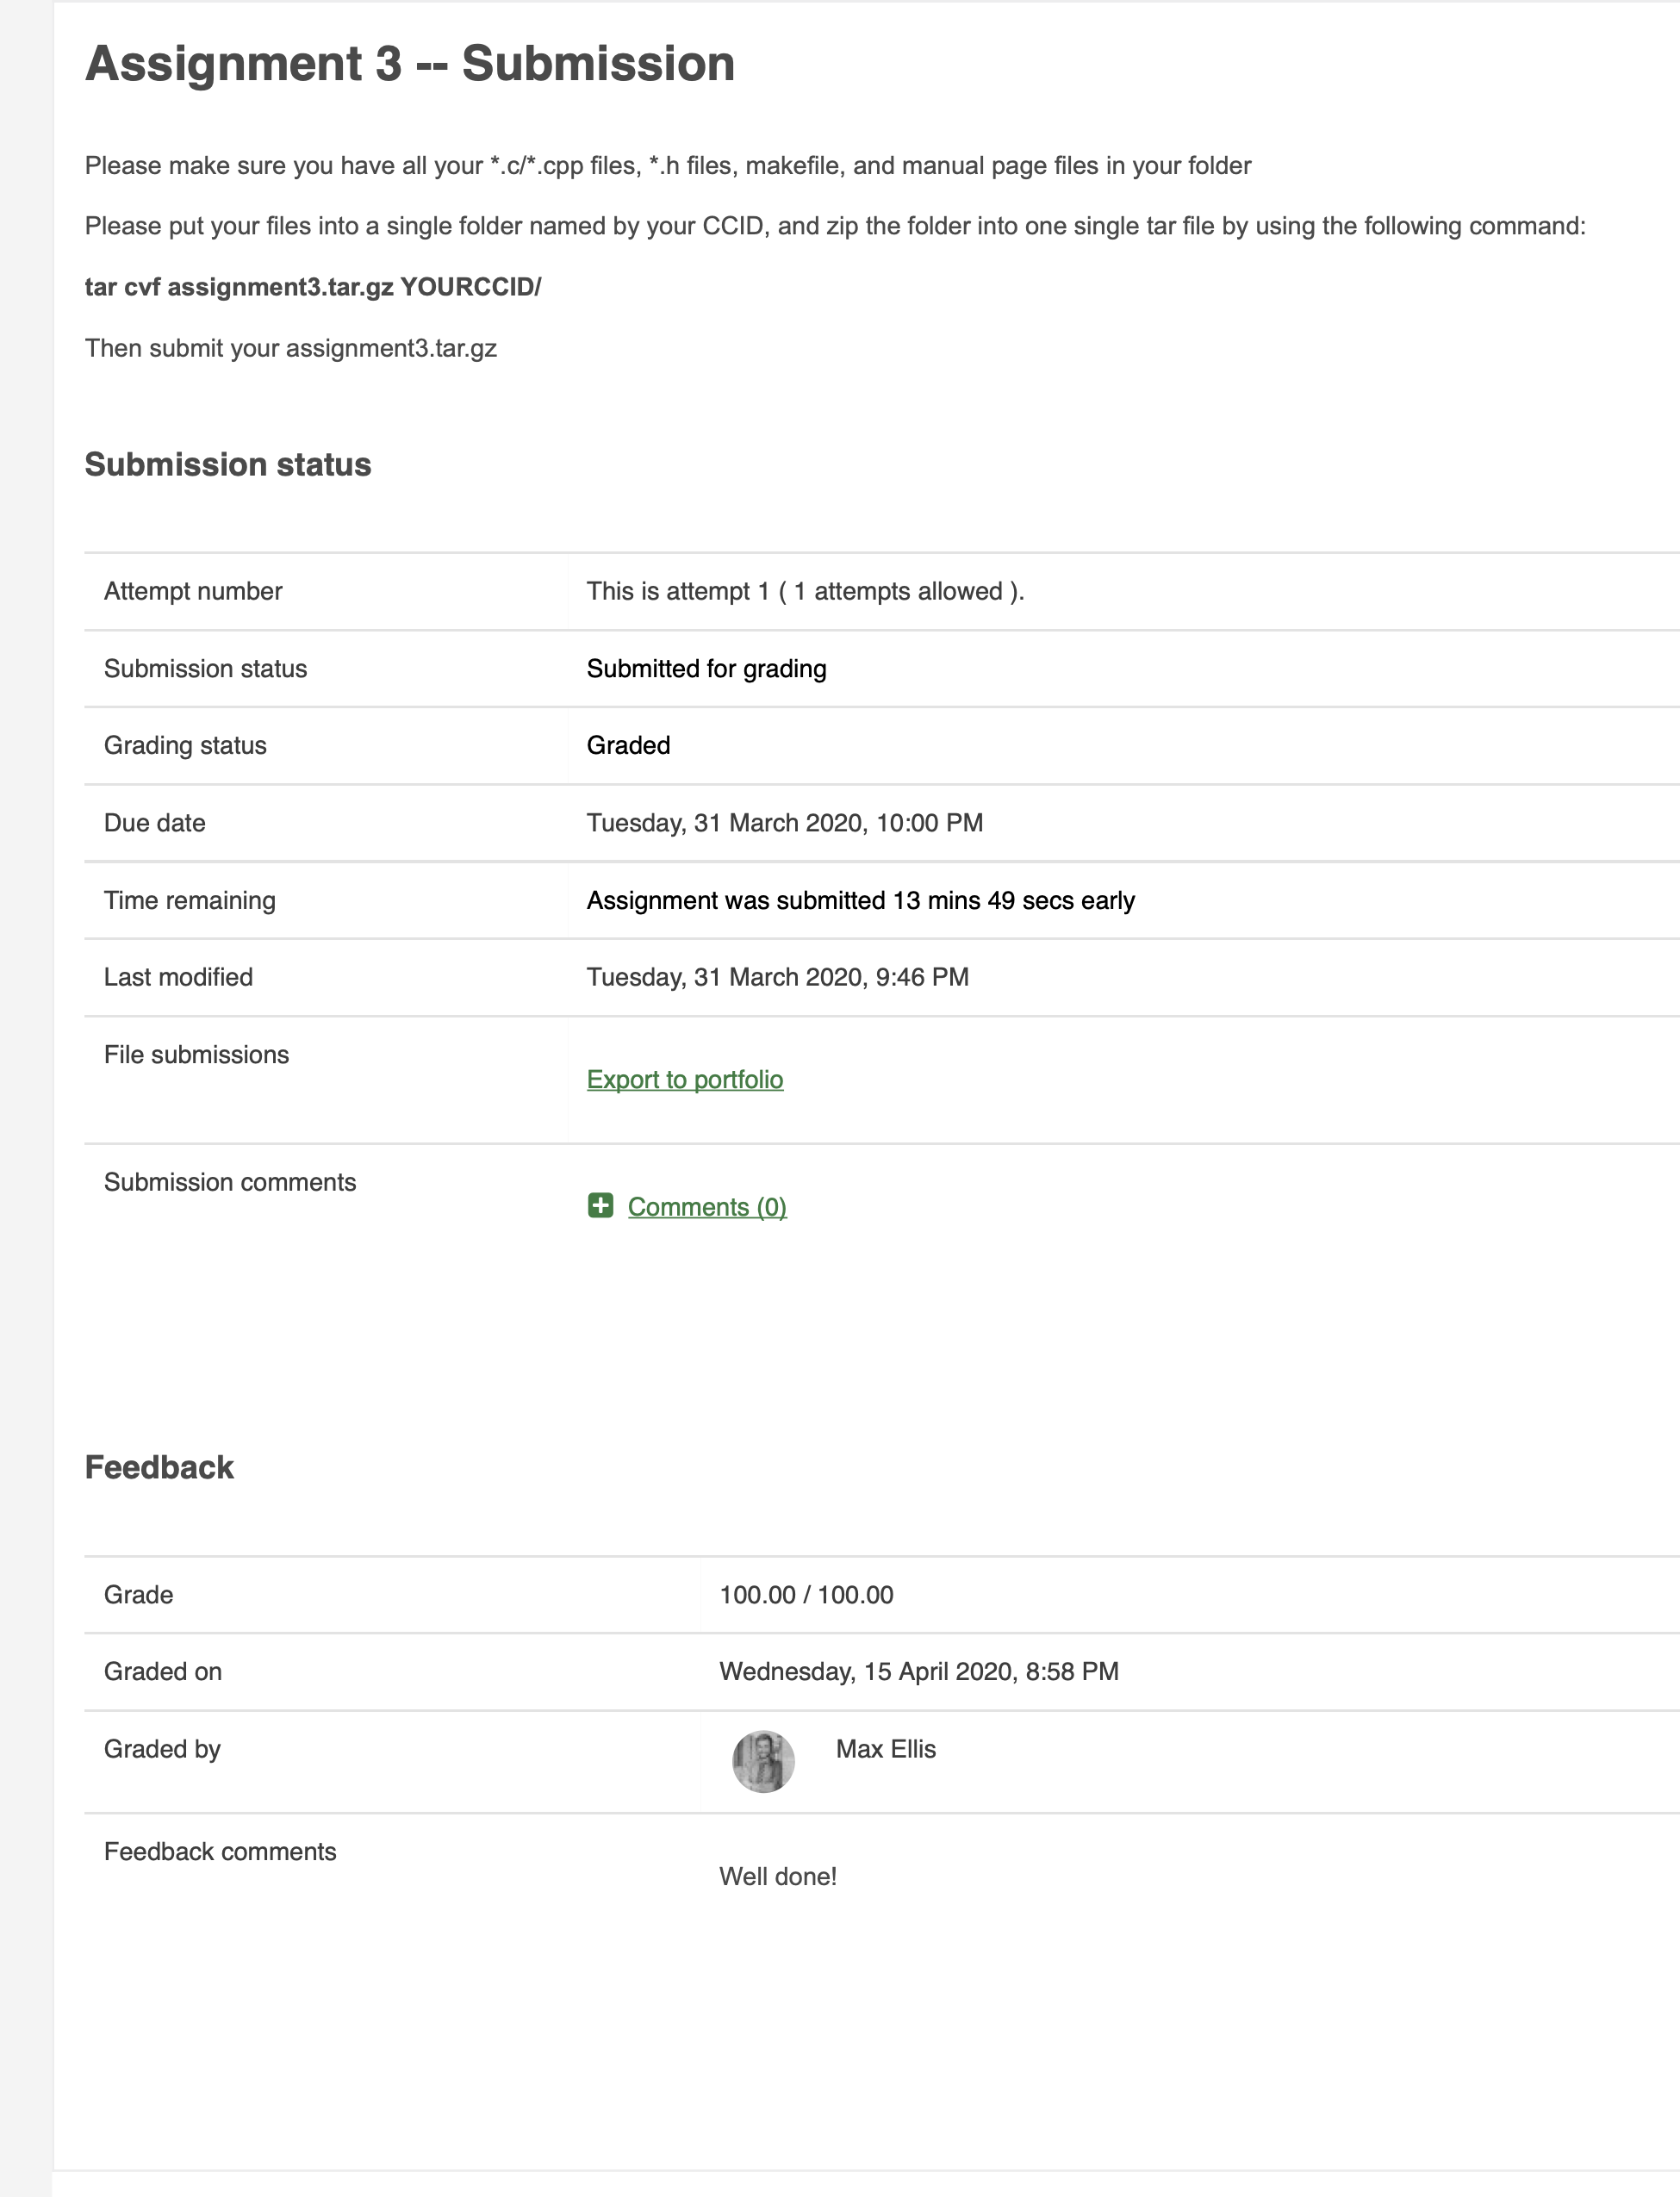 Assignment 3 -- Submission
Please make sure you have all your *.c/*.cpp files, *.h files, makefile, and manual page files in your folder
Please put your files into a single folder named by your CCID, and zip the folder into one single tar file by using the following command:
tar cvf assignment3.tar.gz YOURCCID/
Then submit your assignment3.tar.gz
Submission status
Attempt number This is attempt 1 ( 1 attempts allowed ).
Submission status Submitted for grading
Grading status Graded
Due date Tuesday, 31 March 2020, 10:00 PM
Time remaining Assignment was submitted 13 mins 49 secs early
Last modified Tuesday, 31 March 2020, 9:46 PM
File submissions
Export to portfolio
Submission comments
Comments (0)
Feedback
Grade 100.00 / 100.00
Graded on Wednesday, 15 April 2020, 8:58 PM
Graded by Max Ellis
Feedback comments
Well done!